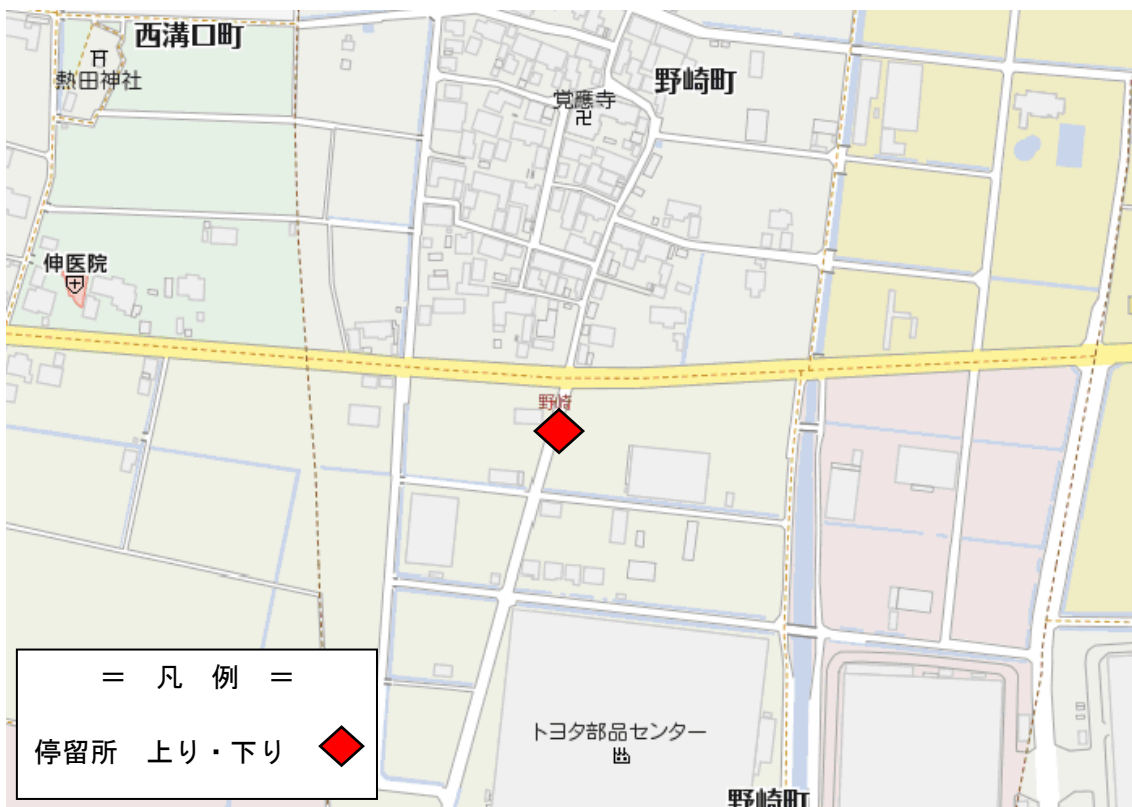 西溝口町
熱田神社
野崎町
覚應寺
伸医院
野崎
＝ 凡 例 ＝
停留所 上り・下り
トヨタ部品センター
野崎町